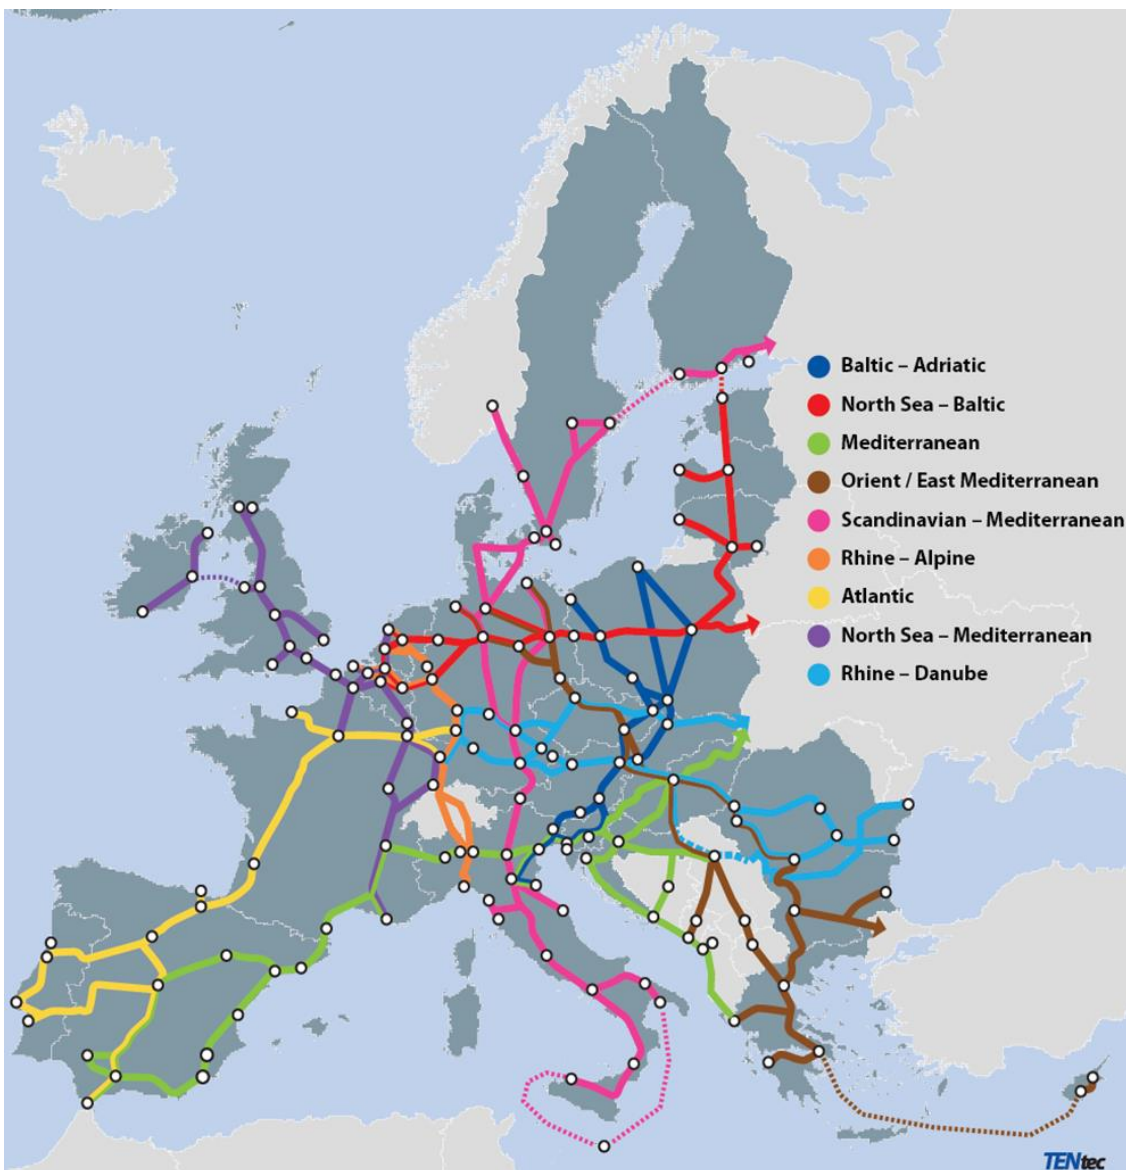 Baltic – Adriatic
North Sea – Baltic
Mediterranean
Orient / East Mediterranean
Scandinavian – Mediterranean
Rhine – Alpine
Atlantic
North Sea – Mediterranean
Rhine – Danube
TENtec